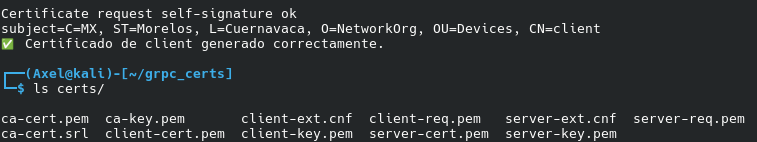 Certificate request self-signature ok
subject=C=MX, ST=Morelos, L=Cuernavaca, O=NetworkOrg, OU=Devices, CN=client
✅ Certificado de client generado correctamente.
┌──(Axel@kali)-[~/grpc_certs]
└─$ ls certs/
ca-cert.pem  ca-key.pem       client-ext.cnf  client-req.pem   server-ext.cnf  server-req.pem
ca-cert.srl  client-cert.pem  client-key.pem  server-cert.pem  server-key.pem